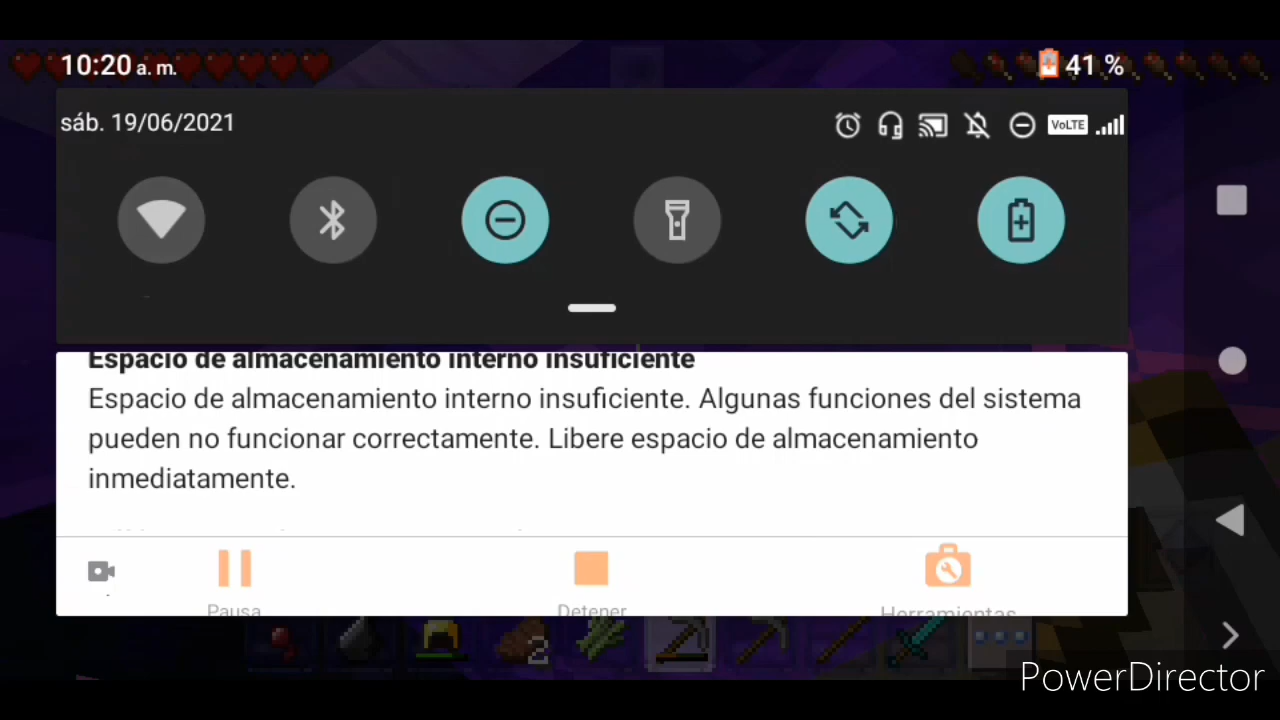 10:20 a. m.
41 %
sáb. 19/06/2021
VoLTE
Espacio de almacenamiento interno insuficiente
Espacio de almacenamiento interno insuficiente. Algunas funciones del sistema
pueden no funcionar correctamente. Libere espacio de almacenamiento
inmediatamente.
Pausa
Detener
Herramientas
2
PowerDirector